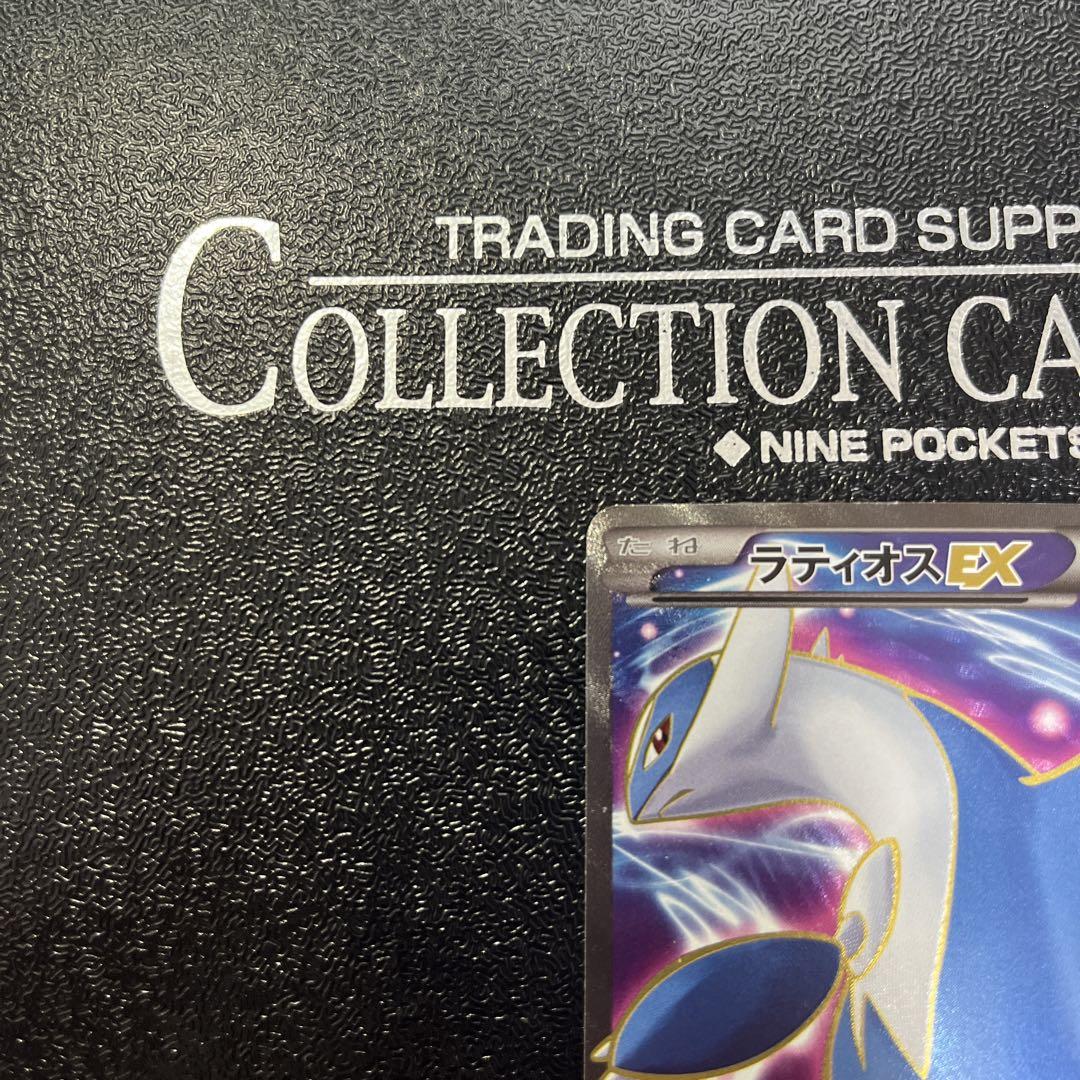 TRADING CARD SUPP
COLLECTION CA
◆ NINE POCKETS
たね ラティオスEX